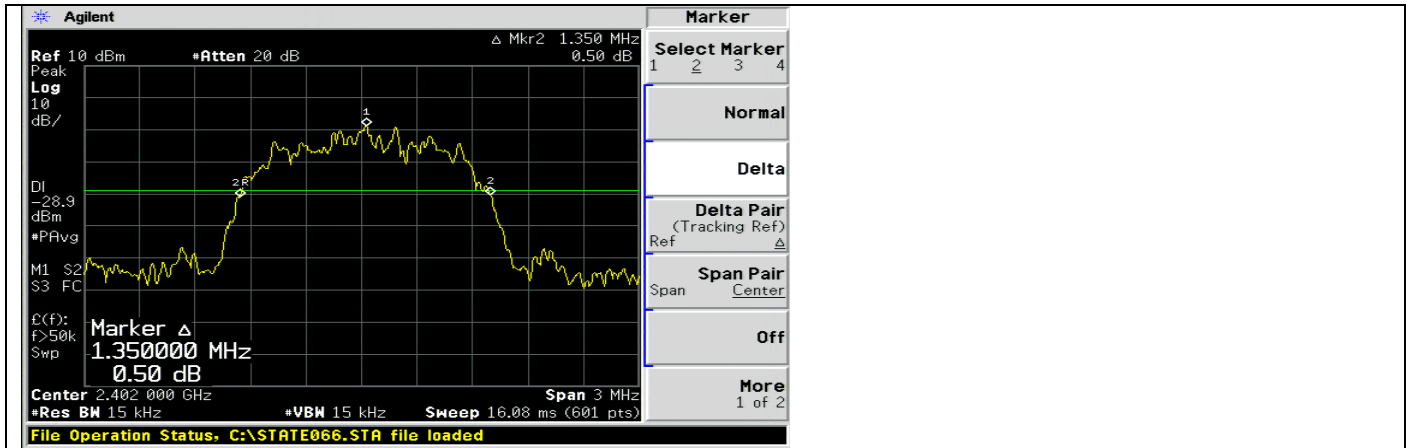 Agilent
Marker
△ Mkr2 1.350 MHz
Ref 10 dBm #Atten 20 dB 0.50 dB
Peak
Log
10
dB/
1
2R
2
DI
-28.9
dBm
#PAvg
M1 S2
S3 FC
£(f):
f>50k
Swp
Marker △
1.350000 MHz
0.50 dB
Center 2.402 000 GHz Span 3 MHz
#Res BW 15 kHz #VBW 15 kHz Sweep 16.08 ms (601 pts)
File Operation Status, C:\STATE066.STA file loaded
Select Marker
1 2 3 4
Normal
Delta
Delta Pair
(Tracking Ref)
Ref △
Span Pair
Span Center
Off
More
1 of 2